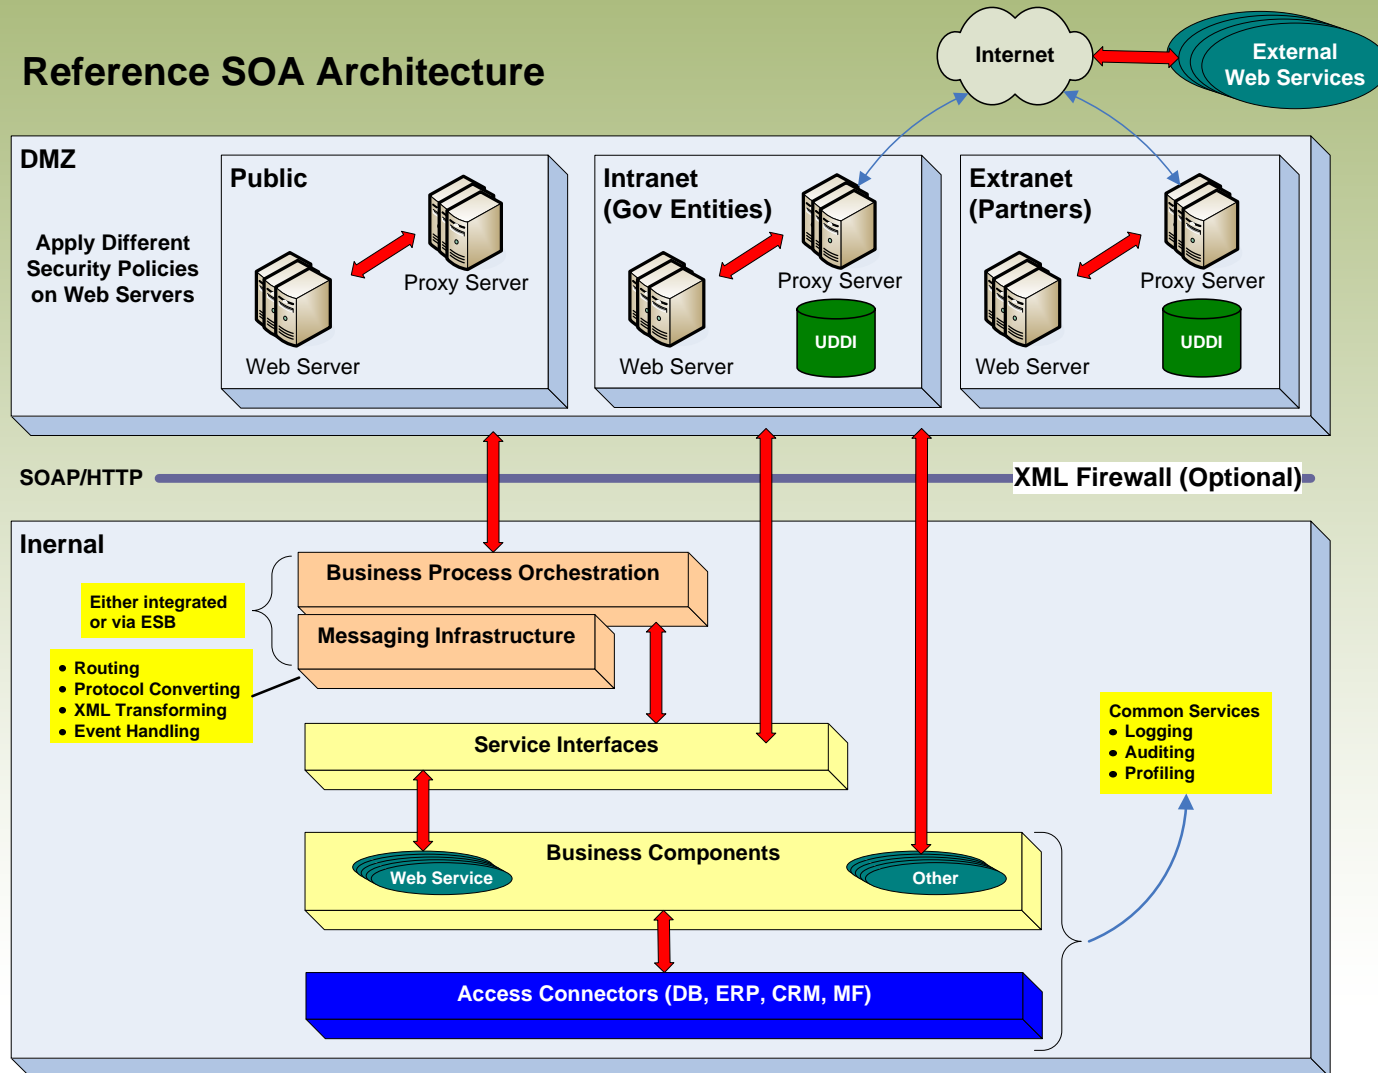 Reference SOA Architecture
Internet
External
Web Services
DMZ
Apply Different
Security Policies
on Web Servers
Public
Proxy Server
Web Server
Intranet
(Gov Entities)
Proxy Server
UDDI
Web Server
Extranet
(Partners)
Proxy Server
UDDI
Web Server
SOAP/HTTP
XML Firewall (Optional)
Inernal
Either integrated
or via ESB
Business Process Orchestration
Messaging Infrastructure
• Routing
• Protocol Converting
• XML Transforming
• Event Handling
Service Interfaces
Common Services
• Logging
• Auditing
• Profiling
Business Components
Web Service
Other
Access Connectors (DB, ERP, CRM, MF)